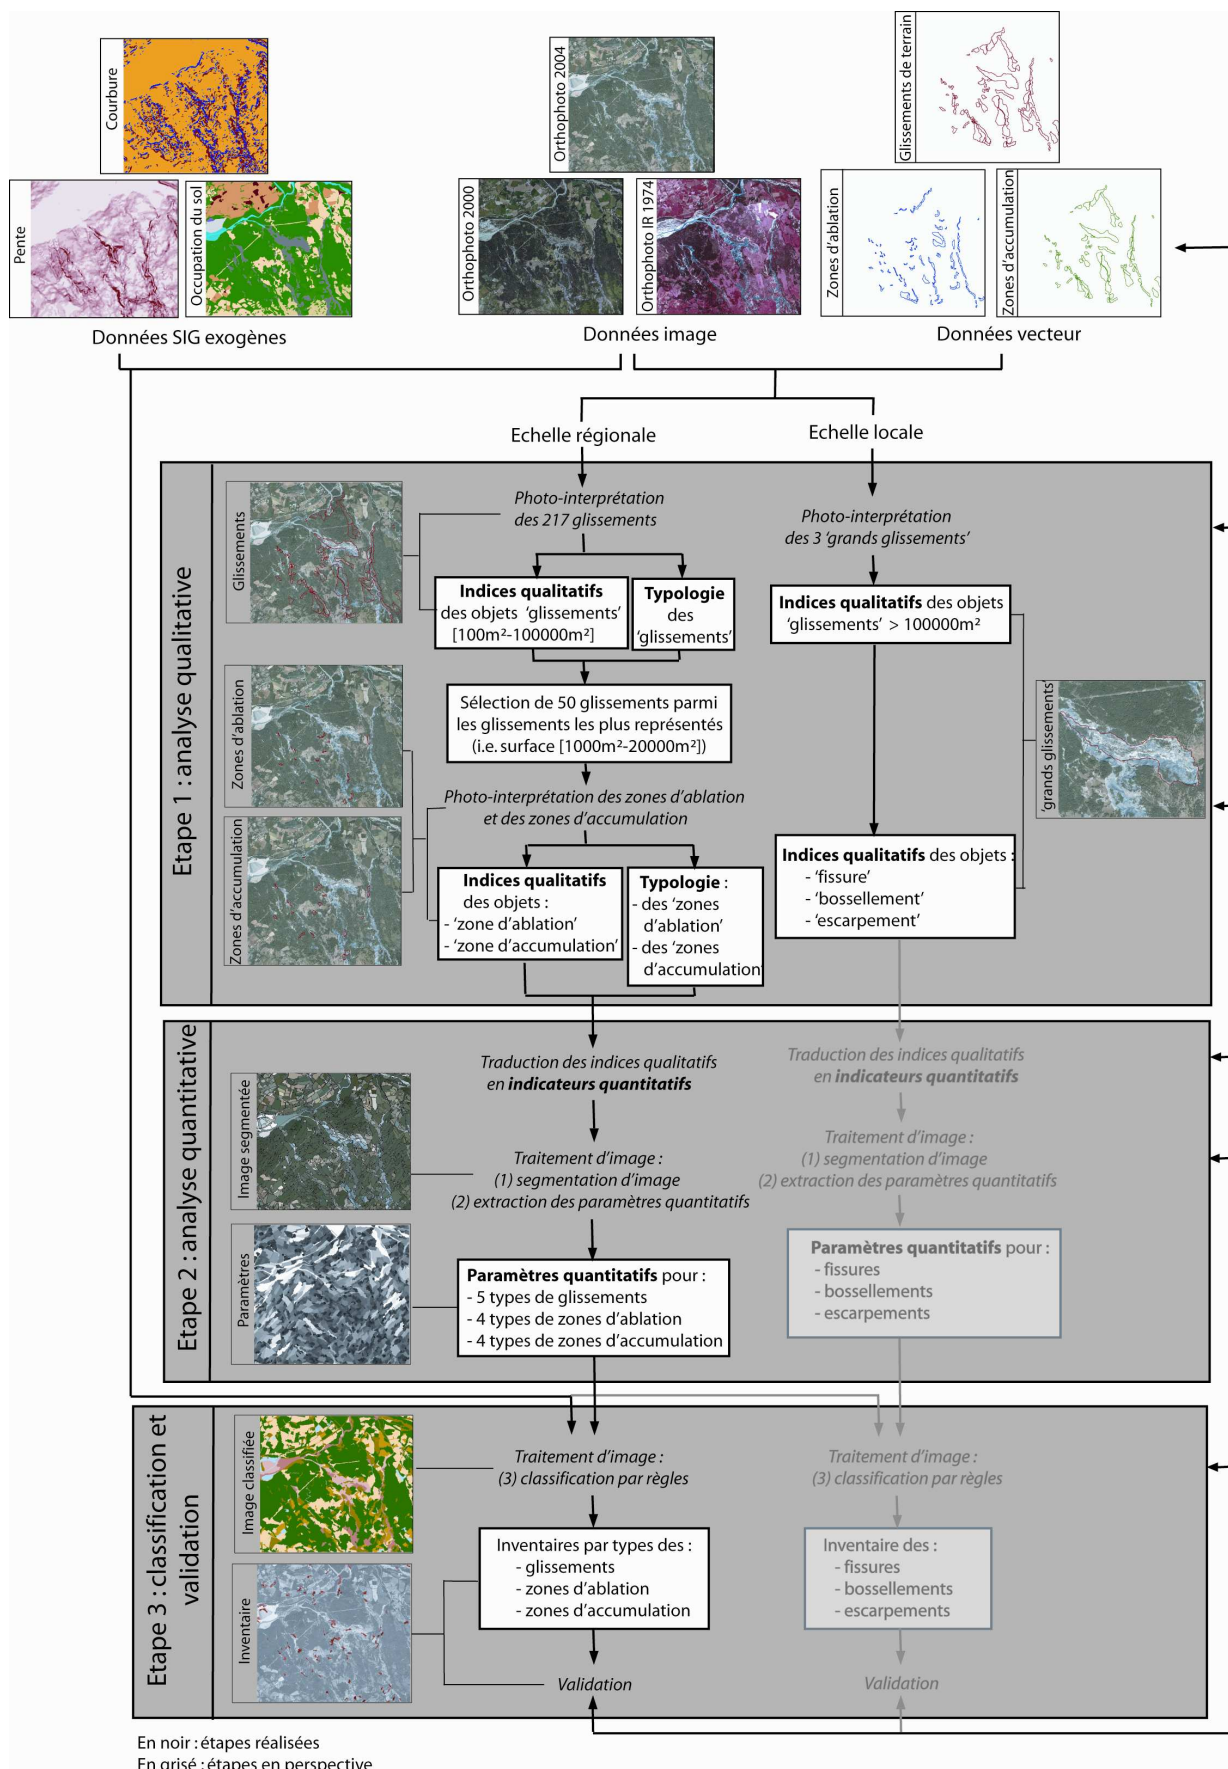 Courbure
Pente
Occupation du sol
Données SIG exogènes
Orthophoto 2004
Orthophoto 2000
Orthophoto IR 1974
Données image
Glissements de terrain
Zones d'ablation
Zones d'accumulation
Données vecteur
Echelle régionale
Echelle locale
Etape 1 : analyse qualitative
Glissements
Photo-interprétation
des 217 glissements
Indices qualitatifs
des objets 'glissements'
[100m²-100000m²]
Typologie
des
'glissements'
Sélection de 50 glissements parmi
les glissements les plus représentés
(i.e. surface [1000m²-20000m²])
Zones d'ablation
Zones d'accumulation
Photo-interprétation des zones d'ablation
et des zones d'accumulation
Indices qualitatifs
des objets :
- 'zone d'ablation'
- 'zone d'accumulation'
Typologie :
- des 'zones
d'ablation'
- des 'zones
d'accumulation'
Photo-interprétation
des 3 'grands glissements'
Indices qualitatifs des objets
'glissements' > 100000m²
'grands glissements'
Indices qualitatifs des objets :
- 'fissure'
- 'bossellement'
- 'escarpement'
Etape 2 : analyse quantitative
Image segmentée
Paramètres
Traduction des indices qualitatifs
en indicateurs quantitatifs
Traitement d'image :
(1) segmentation d'image
(2) extraction des paramètres quantitatifs
Paramètres quantitatifs pour :
- 5 types de glissements
- 4 types de zones d'ablation
- 4 types de zones d'accumulation
Traduction des indices qualitatifs
en indicateurs quantitatifs
Traitement d'image :
(1) segmentation d'image
(2) extraction des paramètres quantitatifs
Paramètres quantitatifs pour :
- fissures
- bossellements
- escarpements
Etape 3 : classification et
validation
Image classifiée
Inventaire
Traitement d'image :
(3) classification par règles
Inventaires par types des :
- glissements
- zones d'ablation
- zones d'accumulation
Validation
Traitement d'image :
(3) classification par règles
Inventaire des :
- fissures
- bossellements
- escarpements
Validation
En noir : étapes réalisées
En grisé : étapes en perspective